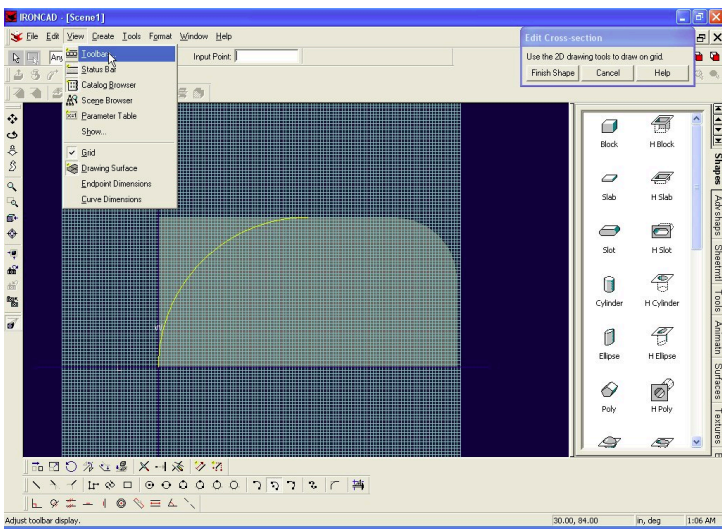 IRONCAD - [Scene1]
File Edit View Create Tools Format Window Help
Any
Input Point:
Edit Cross-section
Use the 2D drawing tools to draw on grid.
Finish Shape Cancel Help
Toolbars
Status Bar
Catalog Browser
Scene Browser
Parameter Table
Show...
Grid
Drawing Surface
Endpoint Dimensions
Curve Dimensions
Block H Block
Slab H Slab
Slot H Slot
Cylinder H Cylinder
Ellipse H Ellipse
Poly H Poly
Shapes
Adv shaps
Sheetmtl
Tools
Animatn
Surfaces
Textures
Adjust toolbar display.
30.00, 84.00 in, deg 1:06 AM